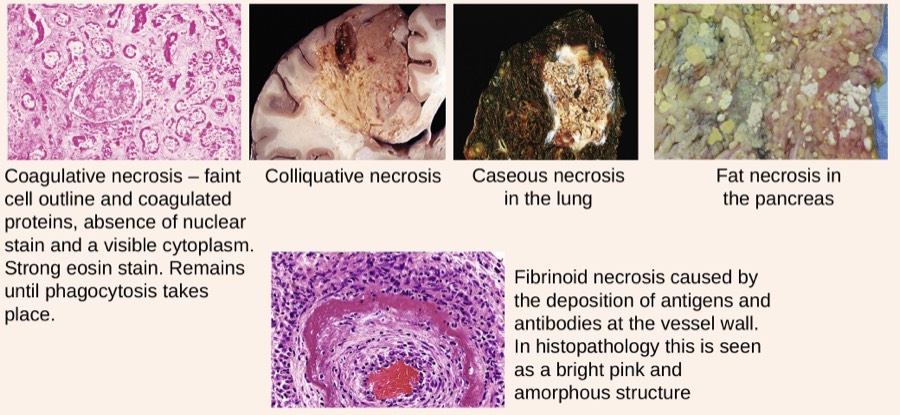 Coagulative necrosis – faint
cell outline and coagulated
proteins, absence of nuclear
stain and a visible cytoplasm.
Strong eosin stain. Remains
until phagocytosis takes
place.
Colliquative necrosis
Caseous necrosis
in the lung
Fat necrosis in
the pancreas
Fibrinoid necrosis caused by
the deposition of antigens and
antibodies at the vessel wall.
In histopathology this is seen
as a bright pink and
amorphous structure